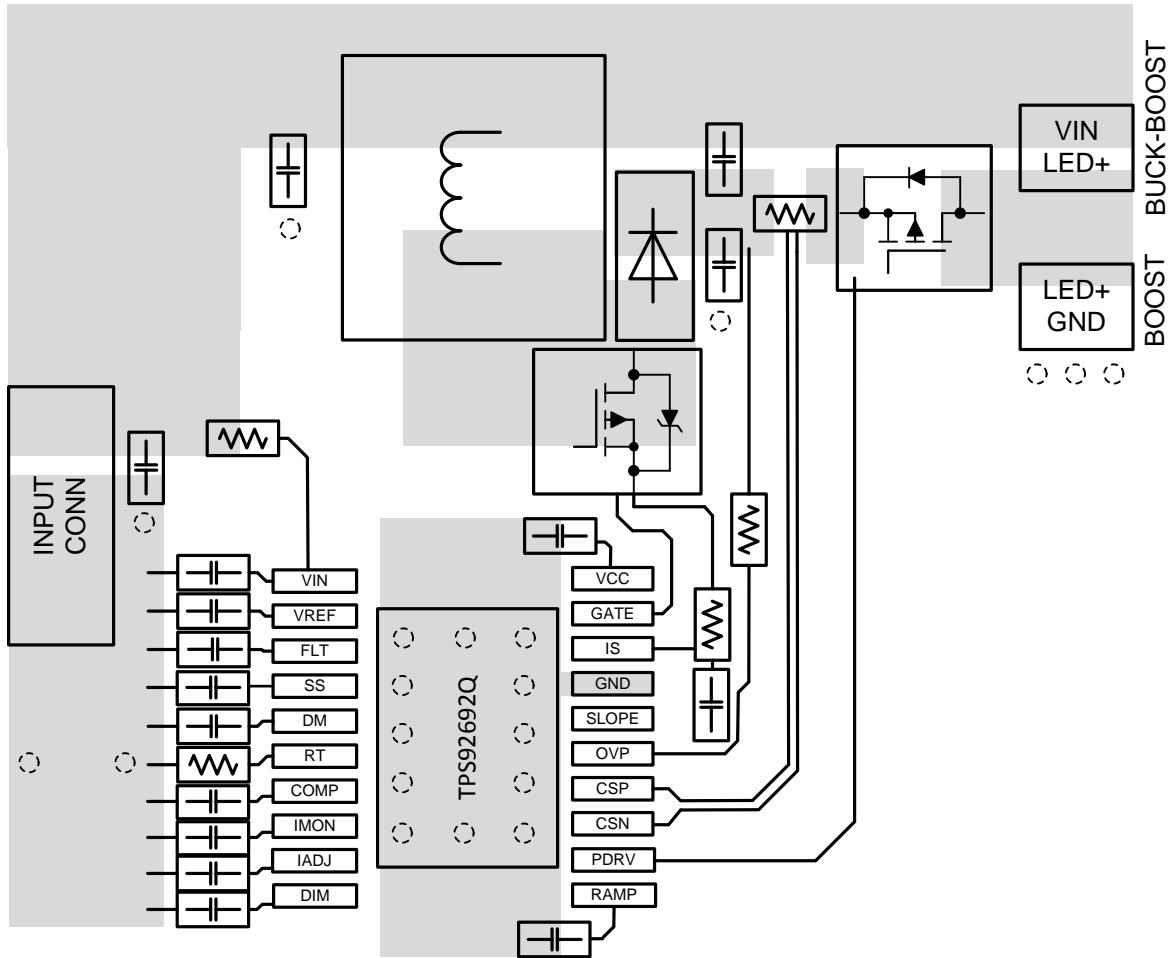 BUCK-BOOST
VIN
LED+
BOOST
LED+
GND
INPUT
CONN
VIN
VREF
FLT
SS
DM
RT
COMP
IMON
IADJ
DIM
TPS92692Q
VCC
GATE
IS
GND
SLOPE
OVP
CSP
CSN
PDRV
RAMP